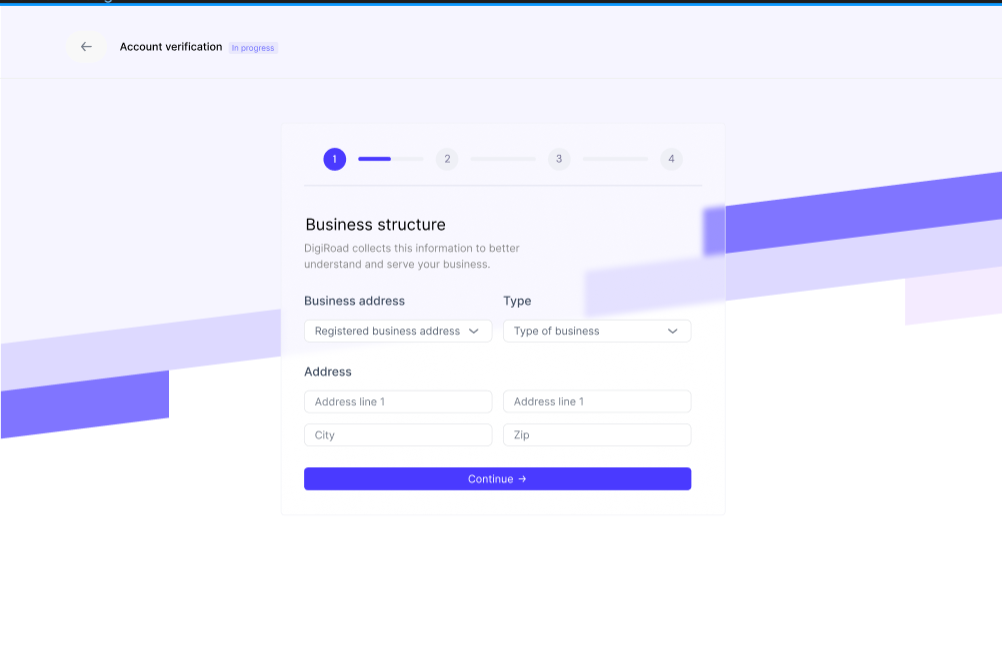 Account verification In progress
1 2 3 4
Business structure
DigiRoad collects this information to better
understand and serve your business.
Business address Type
Registered business address Type of business
Address
Address line 1 Address line 1
City Zip
Continue →